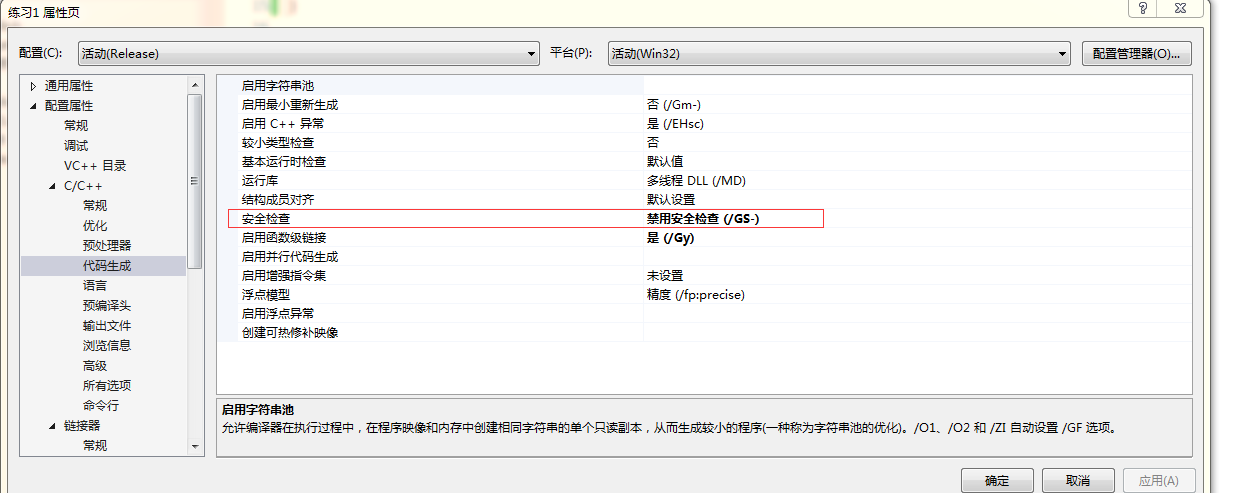 练习1 属性页
配置(C): 活动(Release) 平台(P): 活动(Win32) 配置管理器(O)...
通用属性
配置属性
常规
调试
VC++ 目录
C/C++
常规
优化
预处理器
代码生成
语言
预编译头
输出文件
浏览信息
高级
所有选项
命令行
链接器
常规
启用字符串池
启用最小重新生成 否 (/Gm-)
启用 C++ 异常 是 (/EHsc)
较小类型检查 否
基本运行时检查 默认值
运行库 多线程 DLL (/MD)
结构成员对齐 默认设置
安全检查 禁用安全检查 (/GS-)
启用函数级链接 是 (/Gy)
启用并行代码生成
启用增强指令集 未设置
浮点模型 精度 (/fp:precise)
启用浮点异常
创建可热修补映像
启用字符串池
允许编译器在执行过程中，在程序映像和内存中创建相同字符串的单个只读副本，从而生成较小的程序(一种称为字符串池的优化)。/O1、/O2 和 /ZI 自动设置 /GF 选项。
确定 取消 应用(A)